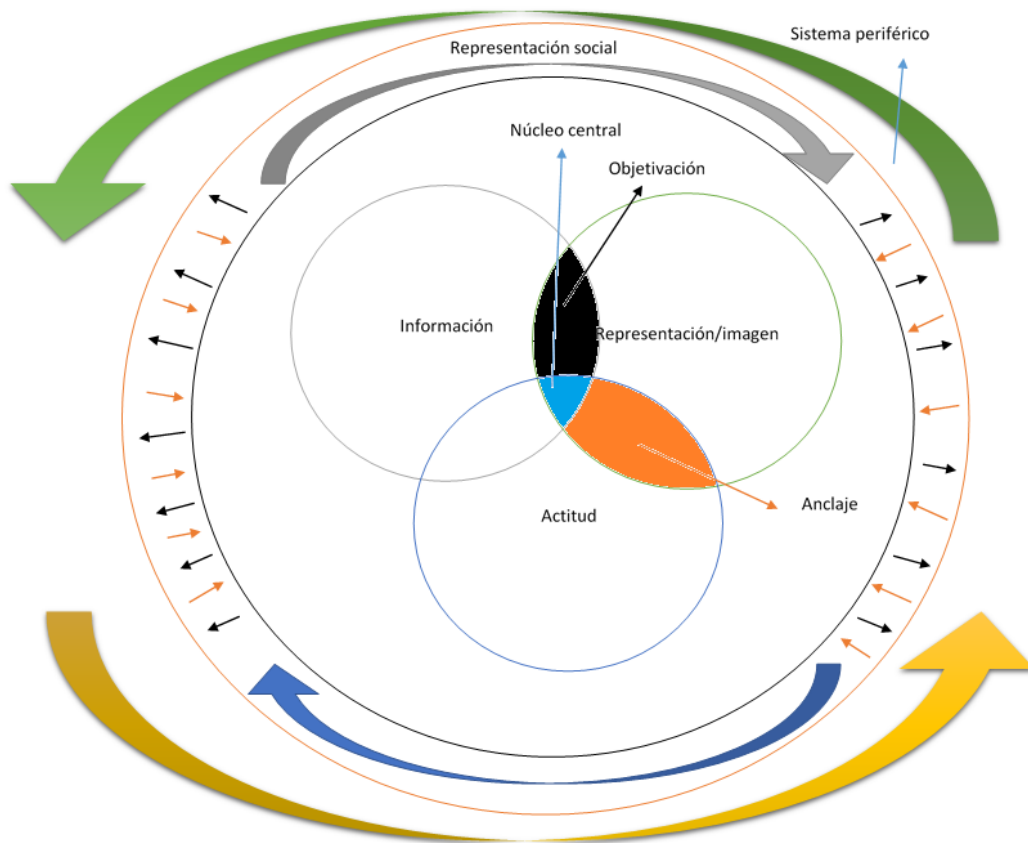 Sistema periférico
Representación social
Núcleo central
Objetivación
Información
Representación/imagen
Anclaje
Actitud